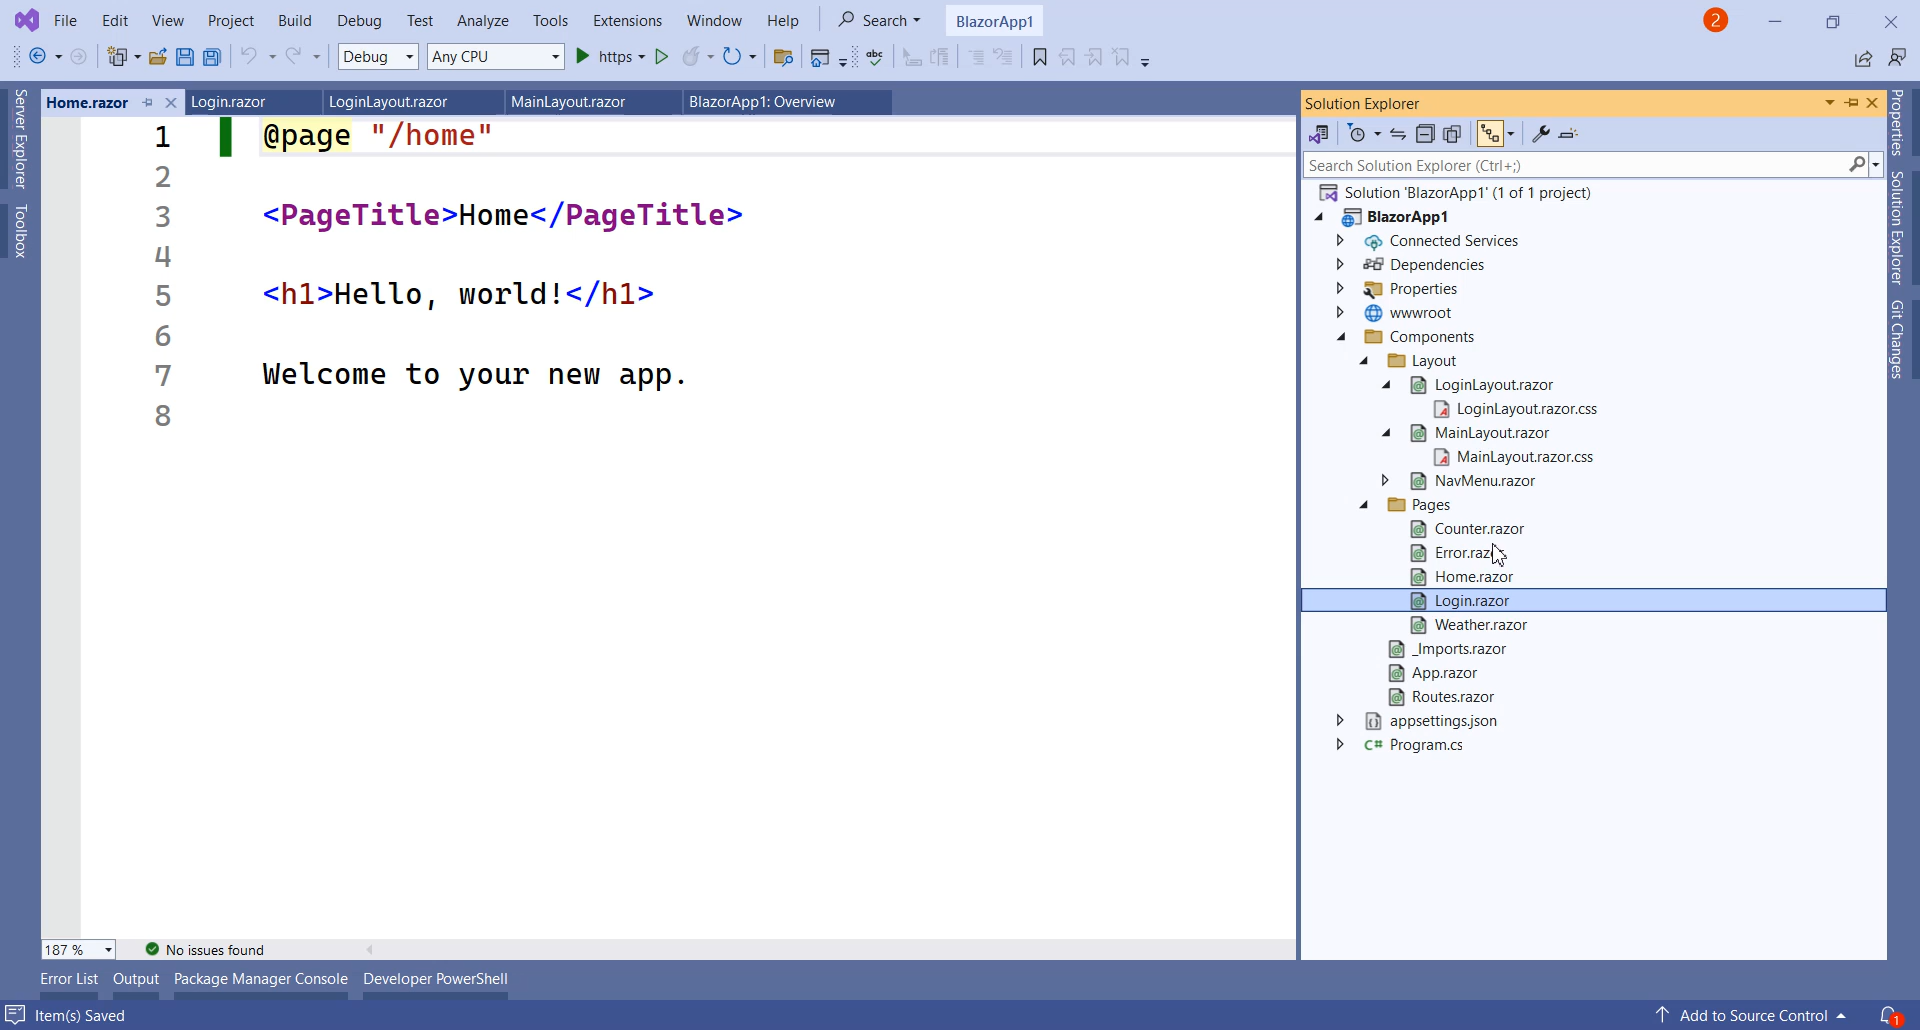 File Edit View Project Build Debug Test Analyze Tools Extensions Window Help Search BlazorApp1 2
Debug Any CPU https abc
Home.razor Login.razor LoginLayout.razor MainLayout.razor BlazorApp1: Overview
Server Explorer
Toolbox
1 @page "/home"
2
3 <PageTitle>Home</PageTitle>
4
5 <h1>Hello, world!</h1>
6
7 Welcome to your new app.
8
187 % No issues found
Solution Explorer
Search Solution Explorer (Ctrl+;)
Solution 'BlazorApp1' (1 of 1 project)
BlazorApp1
Connected Services
Dependencies
Properties
wwwroot
Components
Layout
LoginLayout.razor
LoginLayout.razor.css
MainLayout.razor
MainLayout.razor.css
NavMenu.razor
Pages
Counter.razor
Error.razor
Home.razor
Login.razor
Weather.razor
_Imports.razor
App.razor
Routes.razor
appsettings.json
C# Program.cs
Properties
Solution Explorer
Git Changes
Error List Output Package Manager Console Developer PowerShell
Item(s) Saved Add to Source Control 1